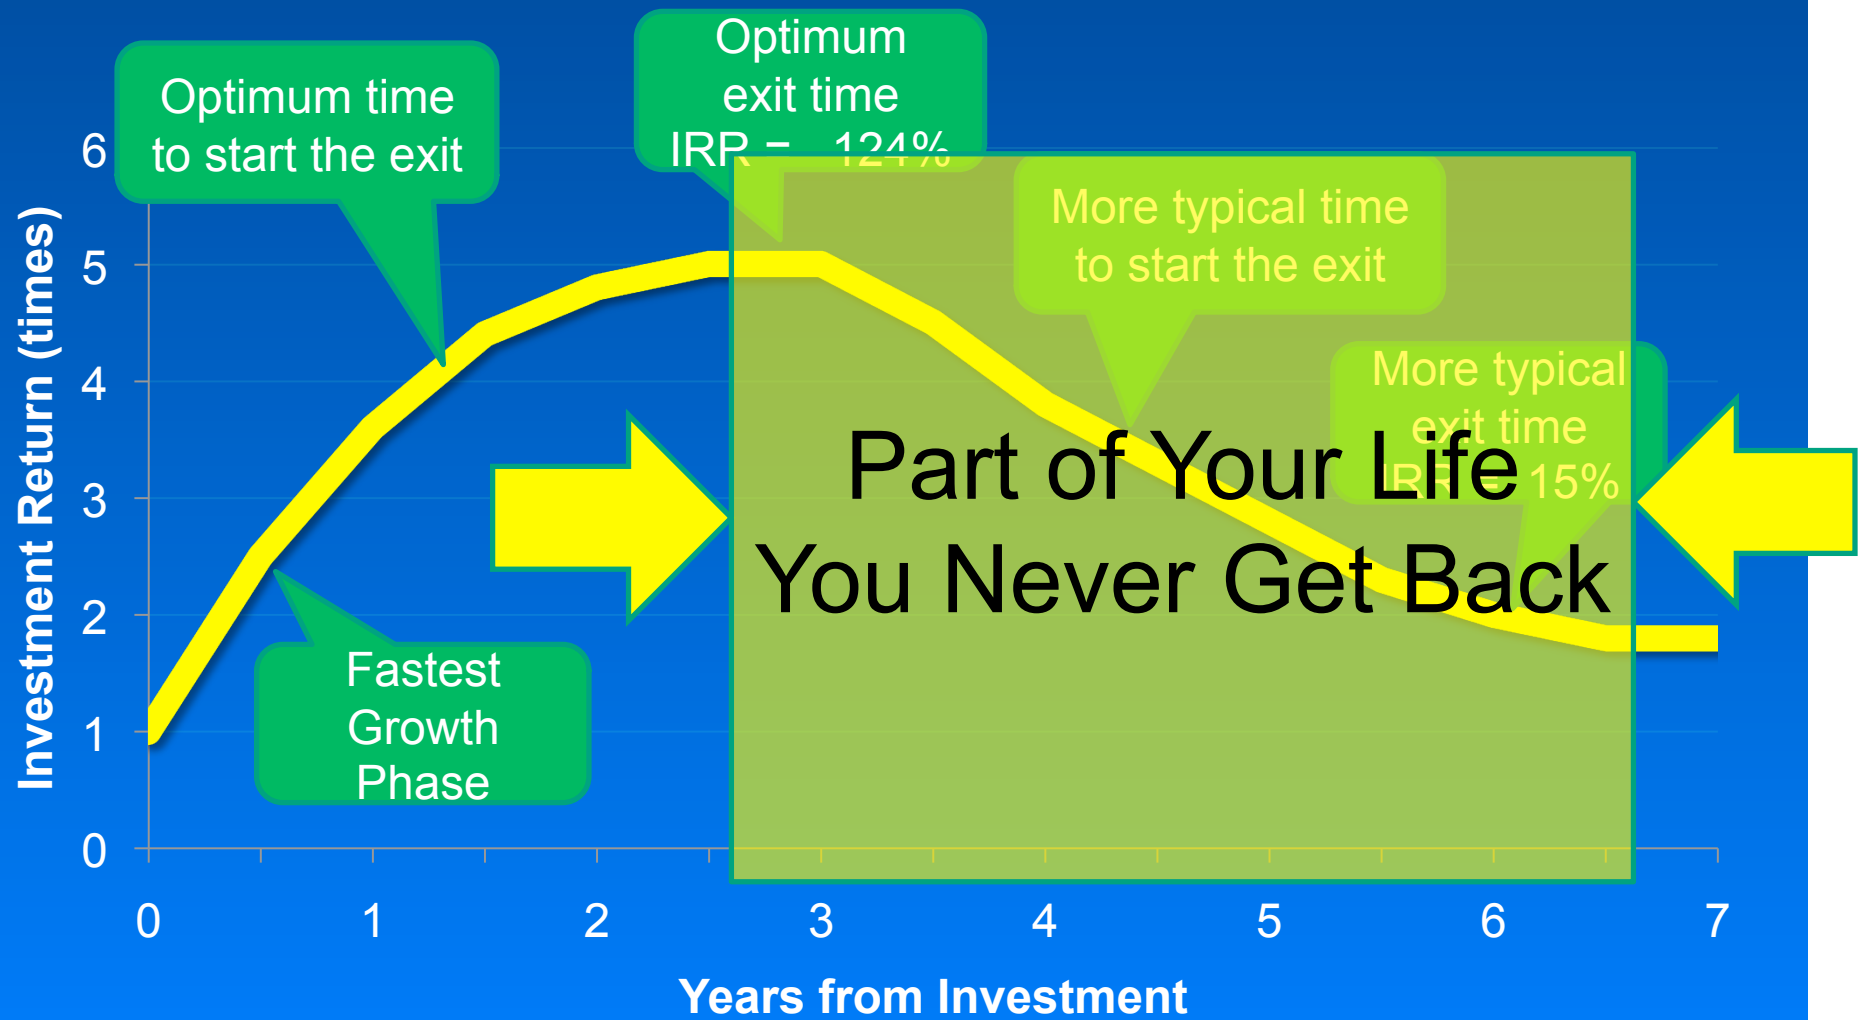 Optimum time
to start the exit
Optimum
exit time
IRR = 124%
More typical time
to start the exit
More typical
exit time
IRR = 15%
Part of Your Life
You Never Get Back
Fastest
Growth
Phase
Investment Return (times)
6
5
4
3
2
1
0
0 1 2 3 4 5 6 7
Years from Investment